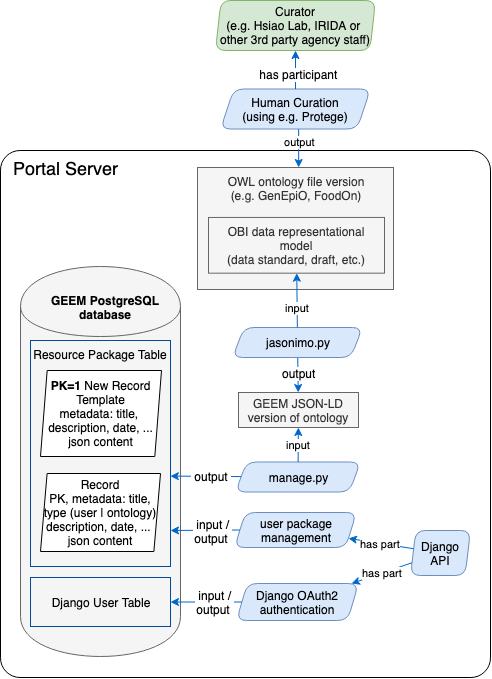 Curator
(e.g. Hsiao Lab, IRIDA or
other 3rd party agency staff)
has participant
Human Curation
(using e.g. Protege)
output
Portal Server
OWL ontology file version
(e.g. GenEpiO, FoodOn)
OBI data representational
model
(data standard, draft, etc.)
input
jasonimo.py
output
GEEM JSON-LD
version of ontology
input
manage.py
output
GEEM PostgreSQL
database
Resource Package Table
PK=1 New Record
Template
metadata: title,
description, date, ...
json content
Record
PK, metadata: title,
type (user | ontology)
description, date, ...
json content
input /
output
user package
management
has part
Django
API
has part
Django User Table
input /
output
Django OAuth2
authentication